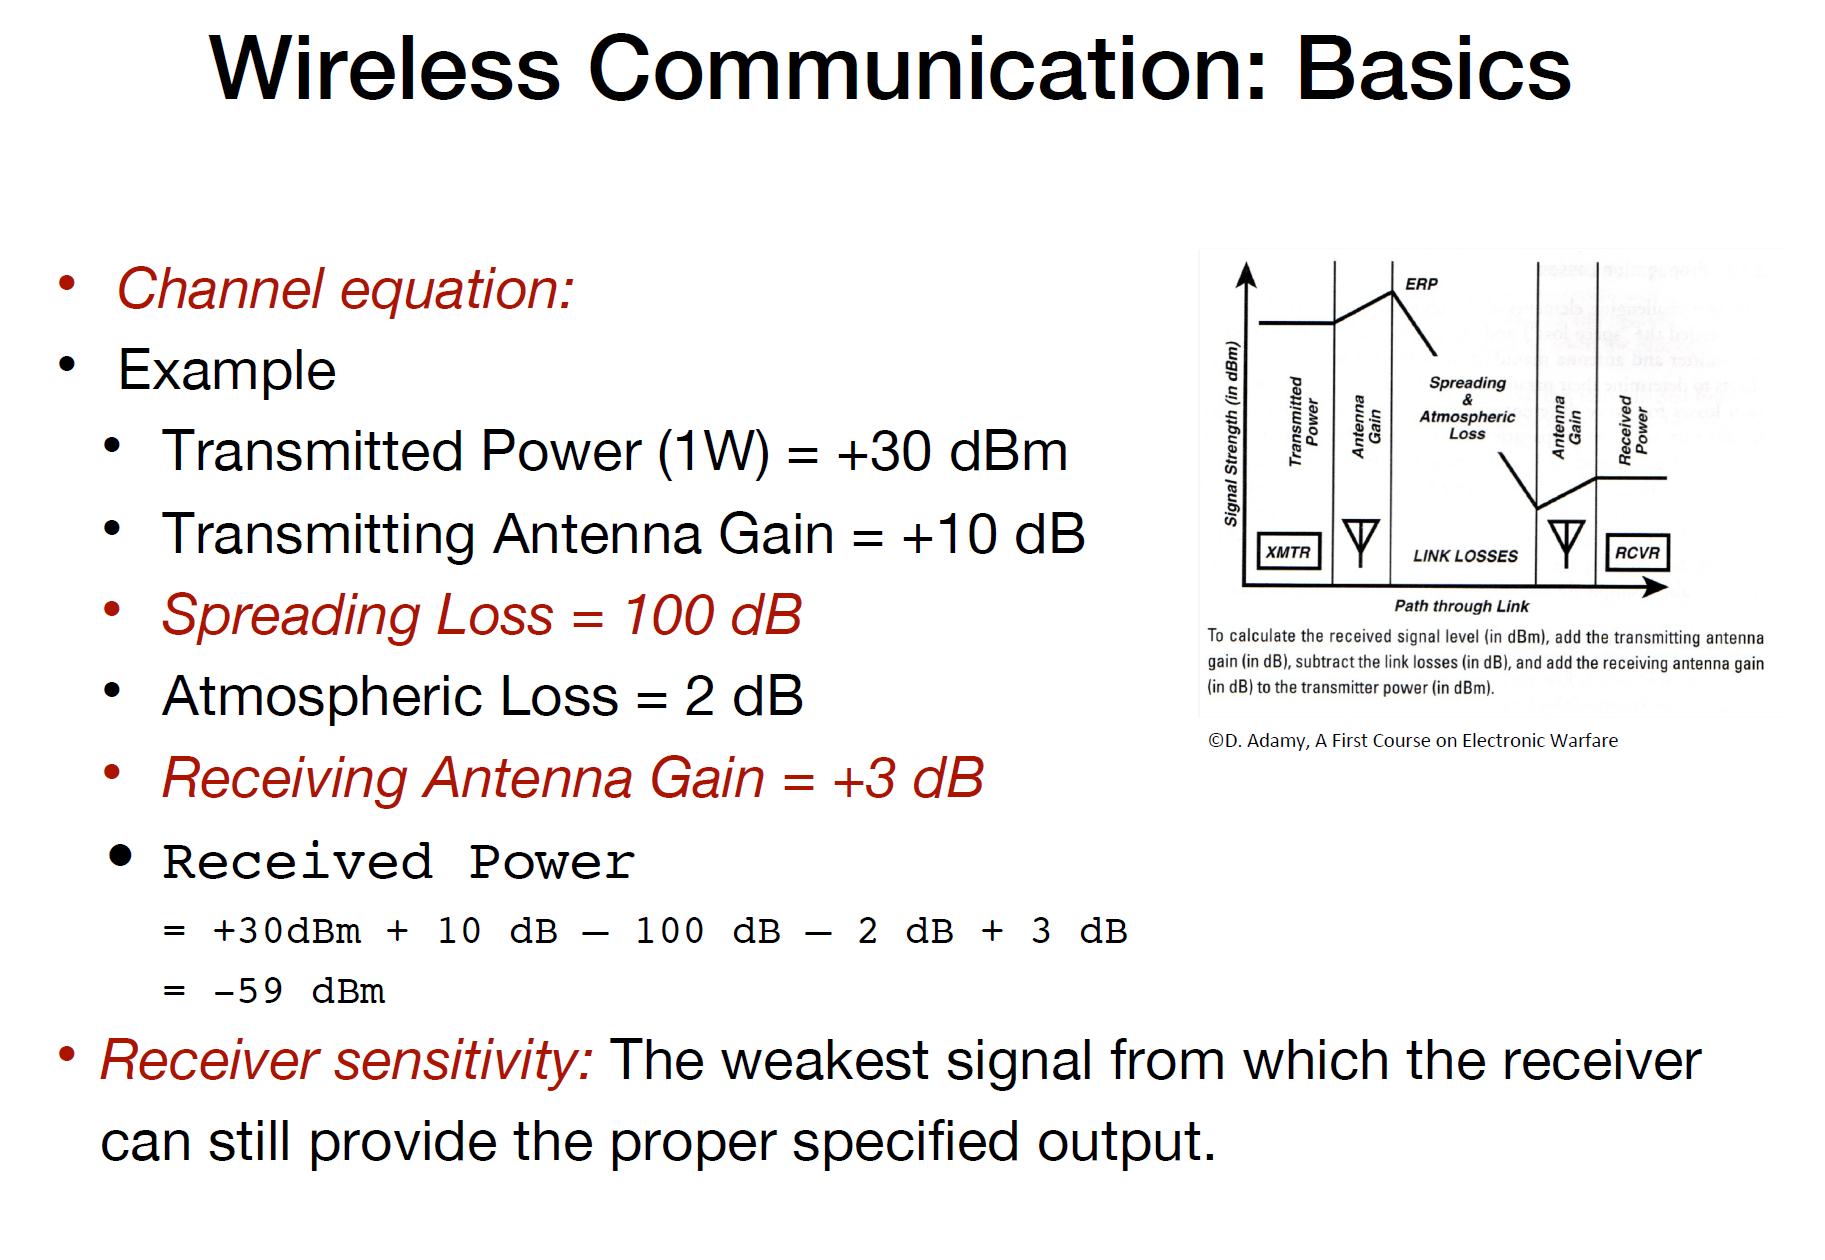 Wireless Communication: Basics
• Channel equation:
• Example
• Transmitted Power (1W) = +30 dBm
• Transmitting Antenna Gain = +10 dB
• Spreading Loss = 100 dB
• Atmospheric Loss = 2 dB
• Receiving Antenna Gain = +3 dB
• Received Power
= +30dBm + 10 dB – 100 dB – 2 dB + 3 dB
= –59 dBm
• Receiver sensitivity: The weakest signal from which the receiver
can still provide the proper specified output.
Signal Strength (in dBm)
ERP
Transmitted
Power
Antenna
Gain
Spreading
&
Atmospheric
Loss
Antenna
Gain
Received
Power
XMTR
LINK LOSSES
RCVR
Path through Link
To calculate the received signal level (in dBm), add the transmitting antenna
gain (in dB), subtract the link losses (in dB), and add the receiving antenna gain
(in dB) to the transmitter power (in dBm).
©D. Adamy, A First Course on Electronic Warfare